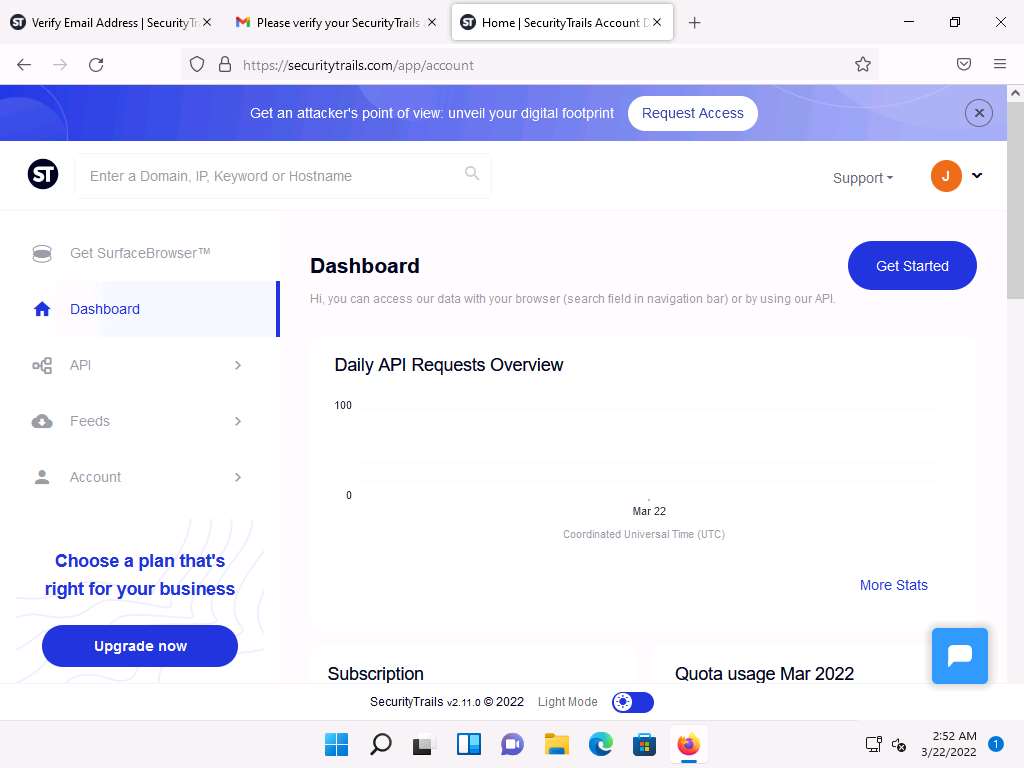 Verify Email Address | SecurityTr
Please verify your SecurityTrails
Home | SecurityTrails Account D
https://securitytrails.com/app/account
Get an attacker's point of view: unveil your digital footprint
Request Access
ST
Enter a Domain, IP, Keyword or Hostname
Support
J
Get SurfaceBrowser™
Dashboard
API
Feeds
Account
Choose a plan that's
right for your business
Upgrade now
Dashboard
Get Started
Hi, you can access our data with your browser (search field in navigation bar) or by using our API.
Daily API Requests Overview
100
0
Mar 22
Coordinated Universal Time (UTC)
More Stats
Subscription
Quota usage Mar 2022
SecurityTrails v2.11.0 © 2022
Light Mode
2:52 AM
3/22/2022
1